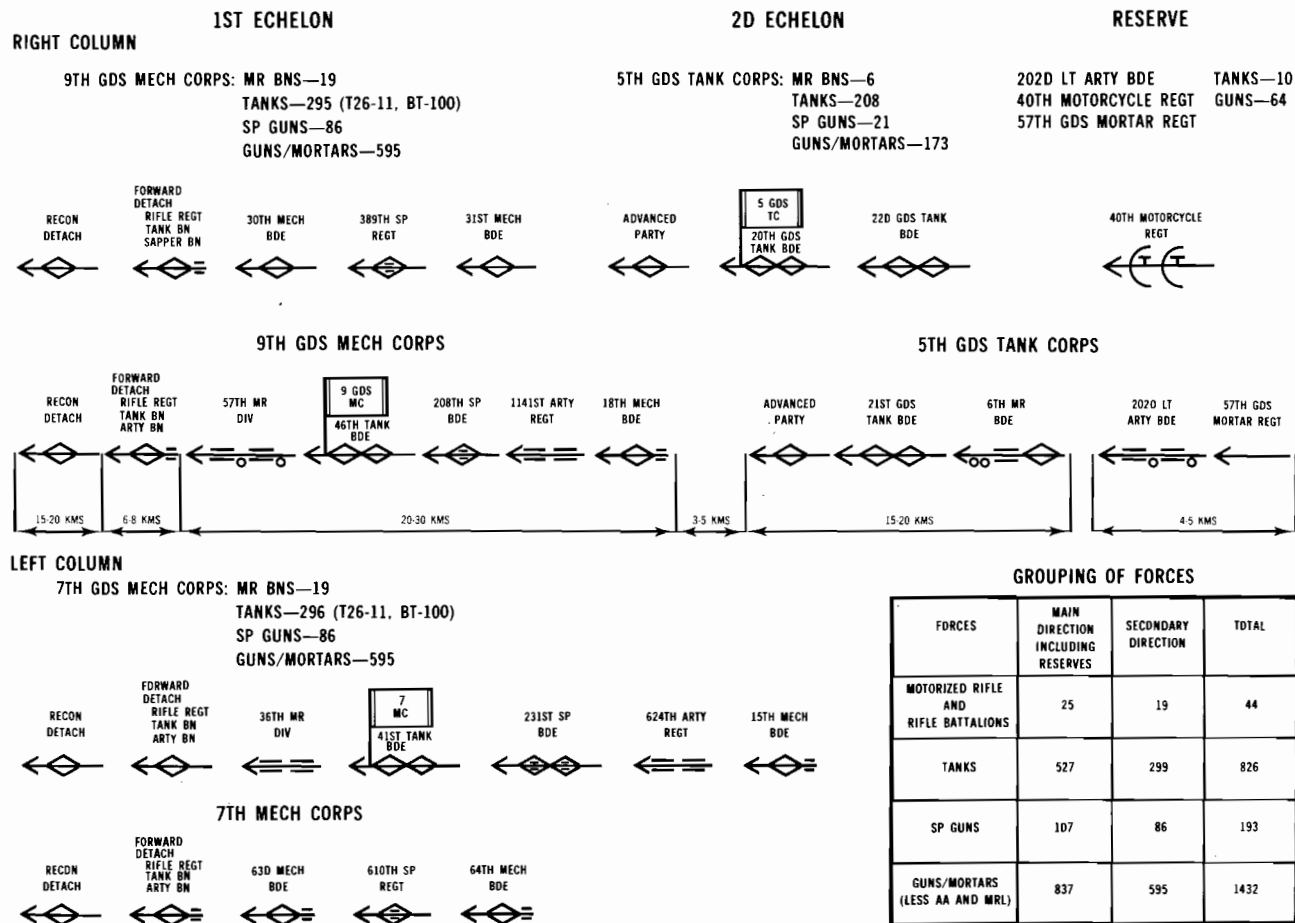 1ST ECHELON
2D ECHELON
RESERVE
RIGHT COLUMN
9TH GDS MECH CORPS: MR BNS—19
TANKS—295 (T26-11, BT-100)
SP GUNS—86
GUNS/MORTARS—595
5TH GDS TANK CORPS: MR BNS—6
TANKS—208
SP GUNS—21
GUNS/MORTARS—173
202D LT ARTY BDE TANKS—10
40TH MOTORCYCLE REGT GUNS—64
57TH GDS MORTAR REGT
RECON
DETACH
FORWARD
DETACH
RIFLE REGT
TANK BN
SAPPER BN
30TH MECH
BDE
389TH SP
REGT
31ST MECH
BDE
ADVANCED
PARTY
5 GDS
TC
20TH GDS
TANK BDE
22D GDS TANK
BDE
40TH MOTORCYCLE
REGT
T T
9TH GDS MECH CORPS
5TH GDS TANK CORPS
RECON
DETACH
FORWARD
DETACH
RIFLE REGT
TANK BN
ARTY BN
57TH MR
DIV
9 GDS
MC
46TH TANK
BDE
208TH SP
BDE
1141ST ARTY
REGT
18TH MECH
BDE
ADVANCED
PARTY
21ST GDS
TANK BDE
6TH MR
BDE
202D LT
ARTY BDE
57TH GDS
MORTAR REGT
15-20 KMS
6-8 KMS
20-30 KMS
3-5 KMS
15-20 KMS
4-5 KMS
LEFT COLUMN
7TH GDS MECH CORPS: MR BNS—19
TANKS—296 (T26-11, BT-100)
SP GUNS—86
GUNS/MORTARS—595
RECON
DETACH
FORWARD
DETACH
RIFLE REGT
TANK BN
ARTY BN
36TH MR
DIV
7
MC
41ST TANK
BDE
231ST SP
BDE
624TH ARTY
REGT
15TH MECH
BDE
7TH MECH CORPS
RECON
DETACH
FORWARD
DETACH
RIFLE REGT
TANK BN
ARTY BN
63D MECH
BDE
610TH SP
REGT
64TH MECH
BDE
GROUPING OF FORCES
FORCES
MAIN
DIRECTION
INCLUDING
RESERVES
SECONDARY
DIRECTION
TOTAL
MOTORIZED RIFLE
AND
RIFLE BATTALIONS
25
19
44
TANKS
527
299
826
SP GUNS
107
86
193
GUNS/MORTARS
(LESS AA AND MRL)
837
595
1432